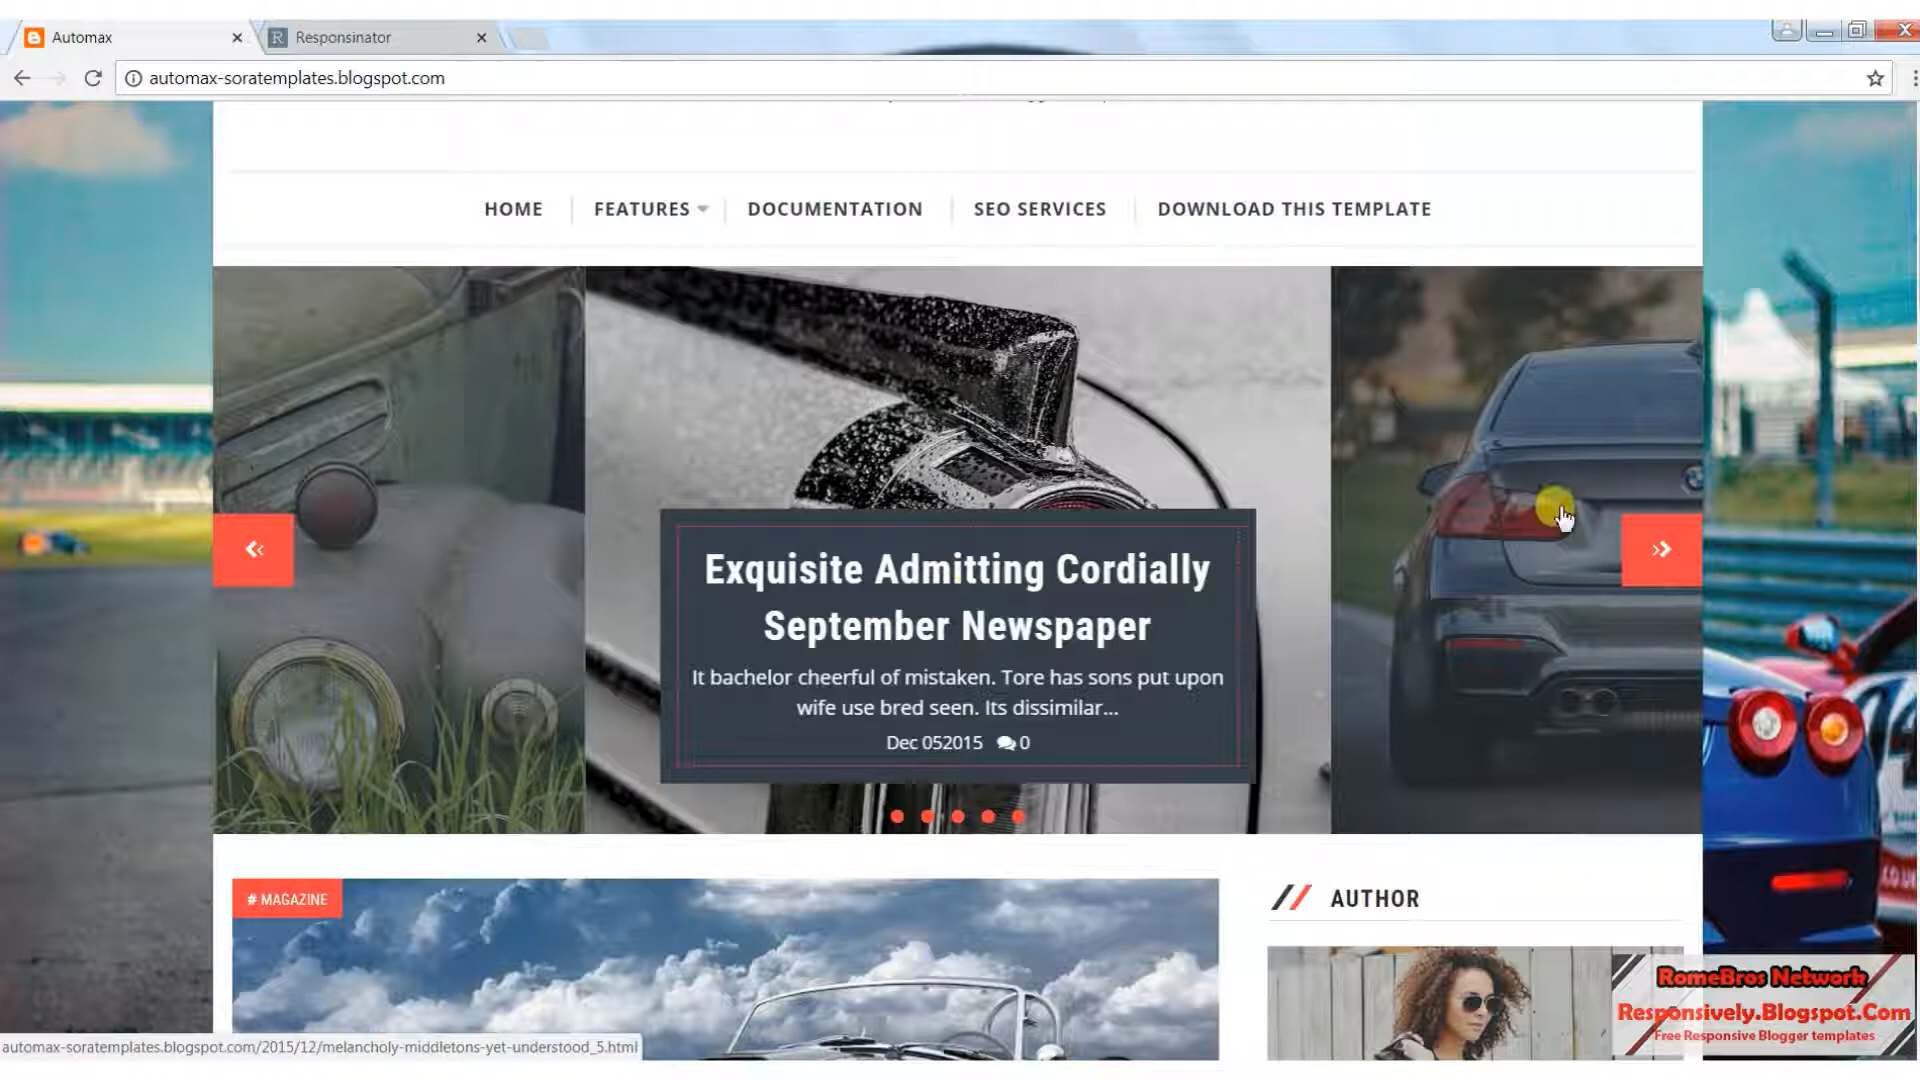 Automax
Responsinator
automax-soratemplates.blogspot.com
HOME
FEATURES
DOCUMENTATION
SEO SERVICES
DOWNLOAD THIS TEMPLATE
Exquisite Admitting Cordially
September Newspaper
It bachelor cheerful of mistaken. Tore has sons put upon
wife use bred seen. Its dissimilar...
Dec 052015 0
# MAGAZINE
AUTHOR
RomeBros Network
Responsively.Blogspot.Com
Free Responsive Blogger templates
automax-soratemplates.blogspot.com/2015/12/melancholy-middletons-yet-understood_5.html